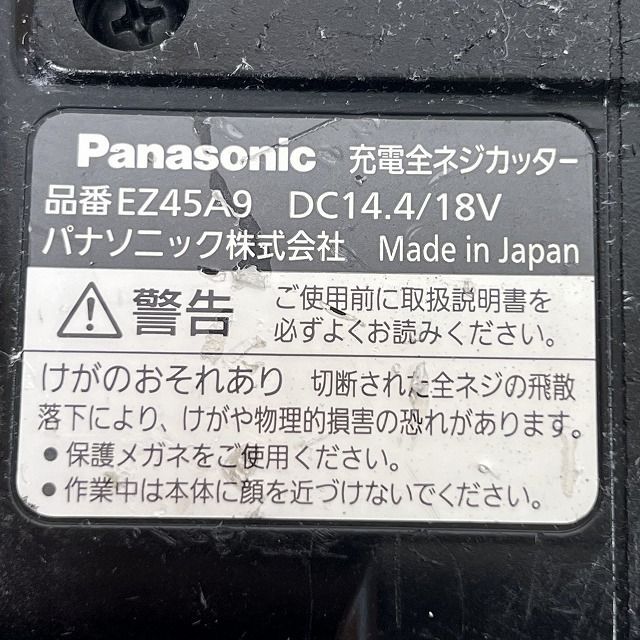 Panasonic 充電全ネジカッター
品番 EZ45A9 DC14.4/18V
パナソニック株式会社 Made in Japan
警告 ご使用前に取扱説明書を
必ずよくお読みください。
けがのおそれあり 切断された全ネジの飛散
落下により、けがや物理的損害の恐れがあります。
• 保護メガネをご使用ください。
• 作業中は本体に顔を近づけないでください。